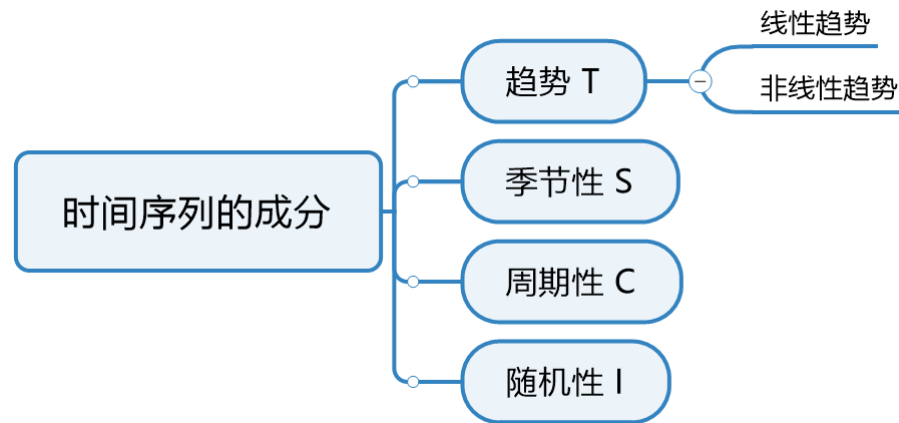 时间序列的成分
趋势 T
线性趋势
非线性趋势
季节性 S
周期性 C
随机性 I